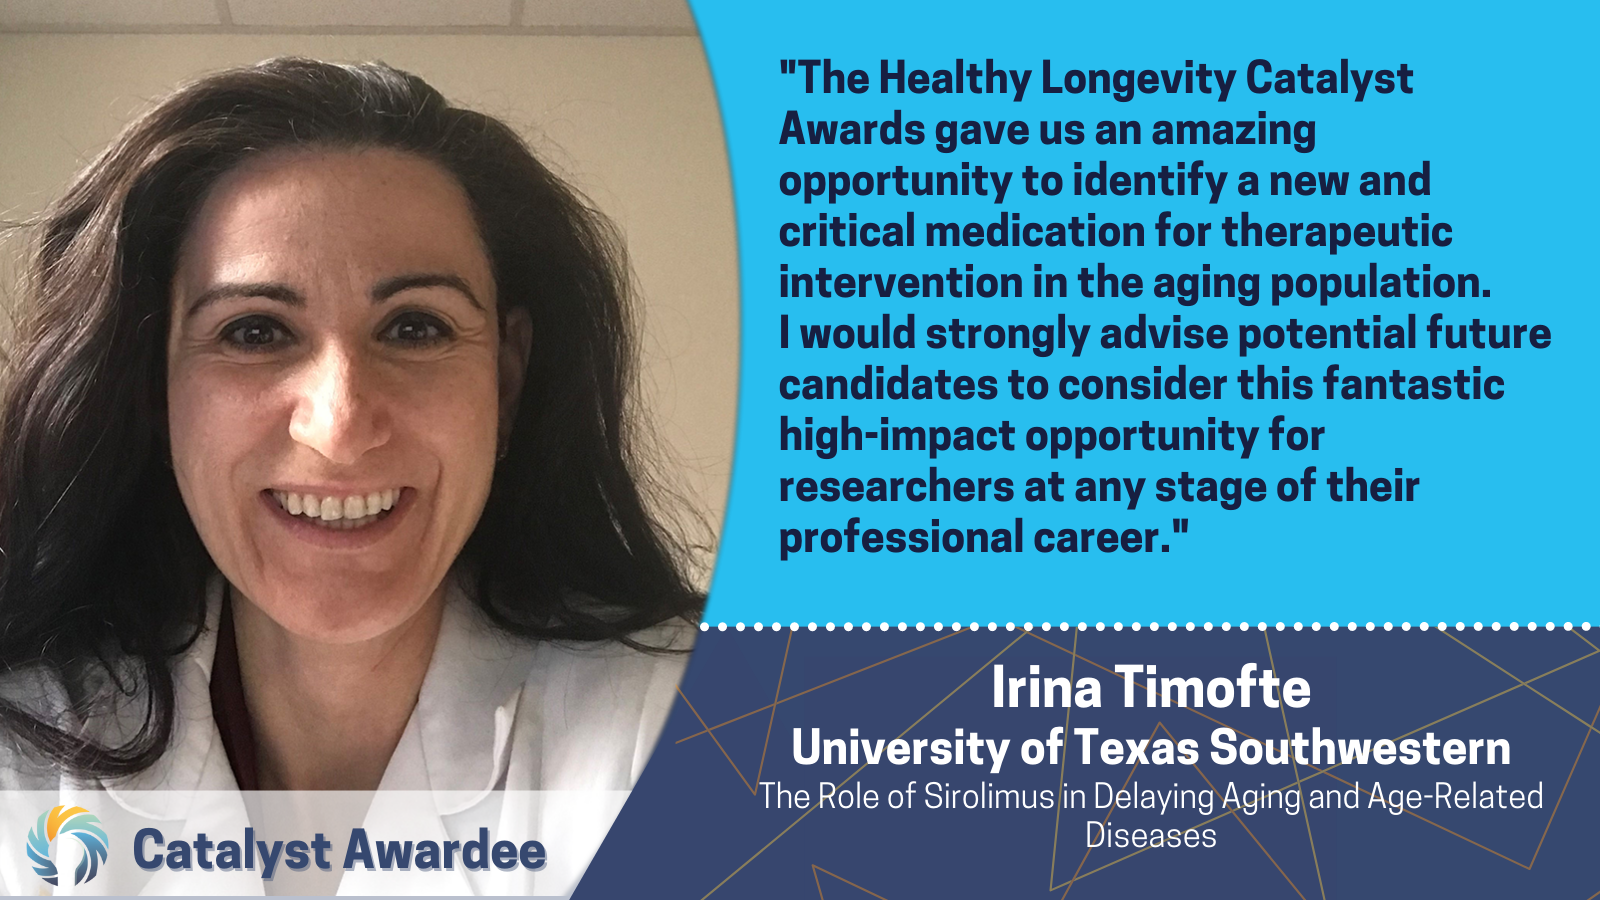 "The Healthy Longevity Catalyst
Awards gave us an amazing
opportunity to identify a new and
critical medication for therapeutic
intervention in the aging population.
I would strongly advise potential future
candidates to consider this fantastic
high-impact opportunity for
researchers at any stage of their
professional career."
Irina Timofte
University of Texas Southwestern
The Role of Sirolimus in Delaying Aging and Age-Related
Diseases
Catalyst Awardee